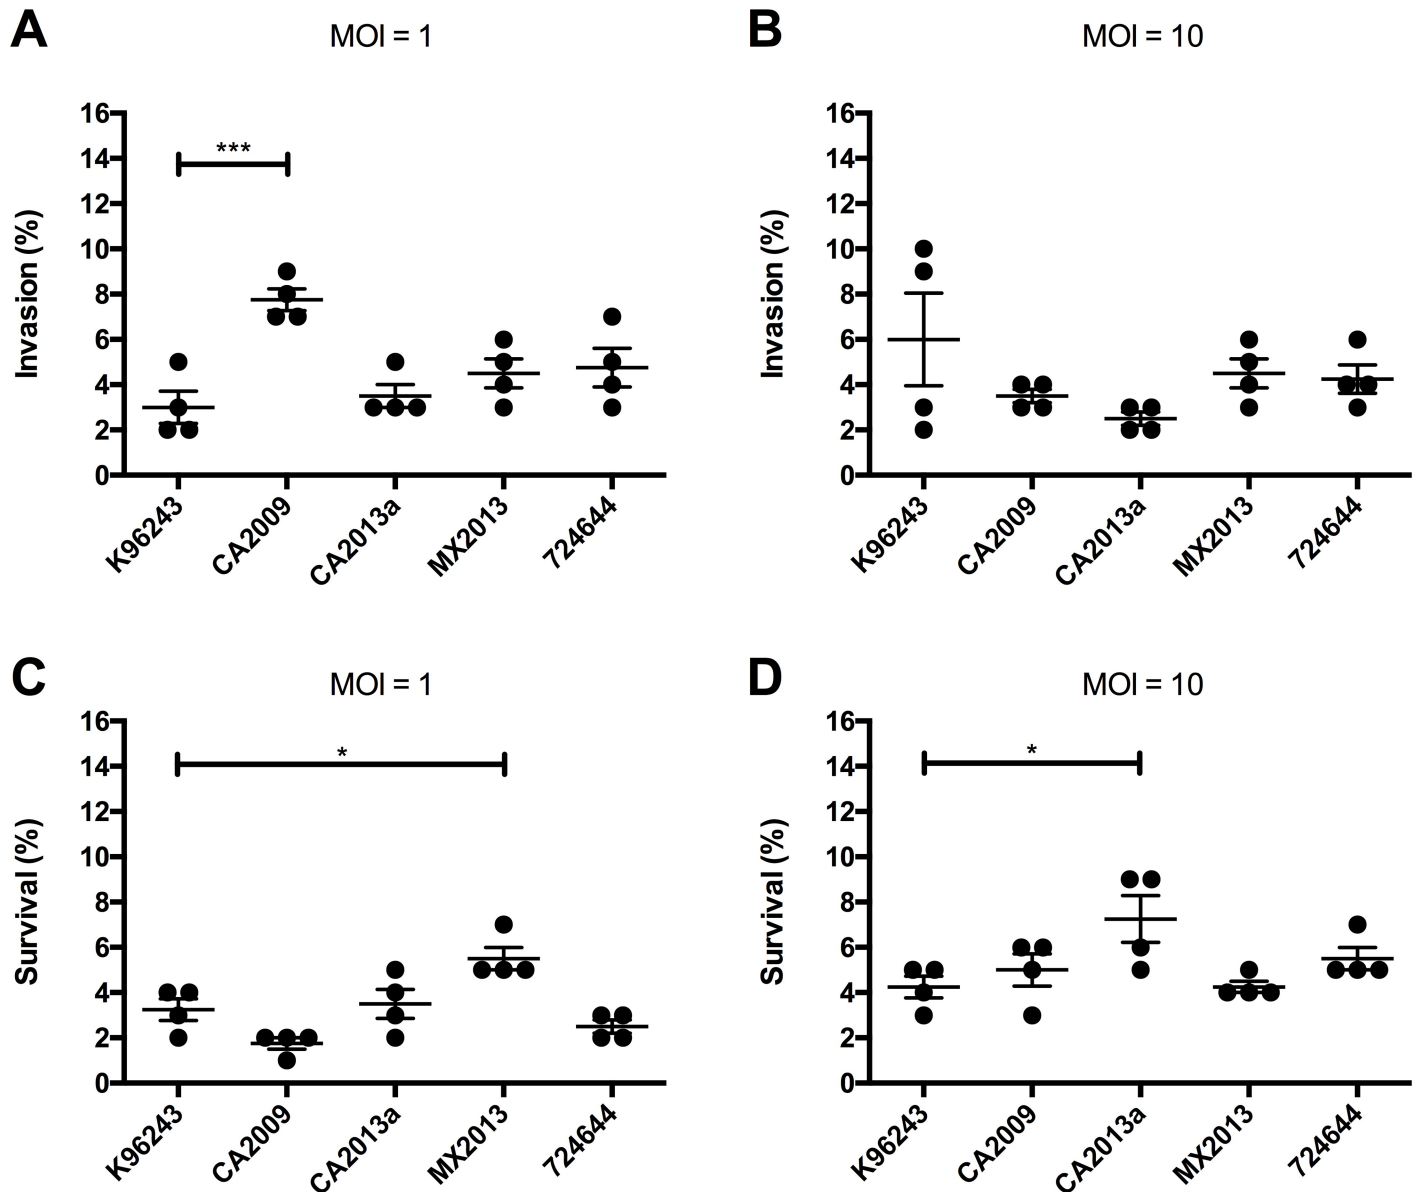 A
MOI = 1
16
14
12
10
8
6
4
2
0
Invasion (%)
***
K96243
CA2009
CA2013a
MX2013
724644
B
MOI = 10
16
14
12
10
8
6
4
2
0
Invasion (%)
K96243
CA2009
CA2013a
MX2013
724644
C
MOI = 1
16
14
12
10
8
6
4
2
0
Survival (%)
*
K96243
CA2009
CA2013a
MX2013
724644
D
MOI = 10
16
14
12
10
8
6
4
2
0
Survival (%)
*
K96243
CA2009
CA2013a
MX2013
724644